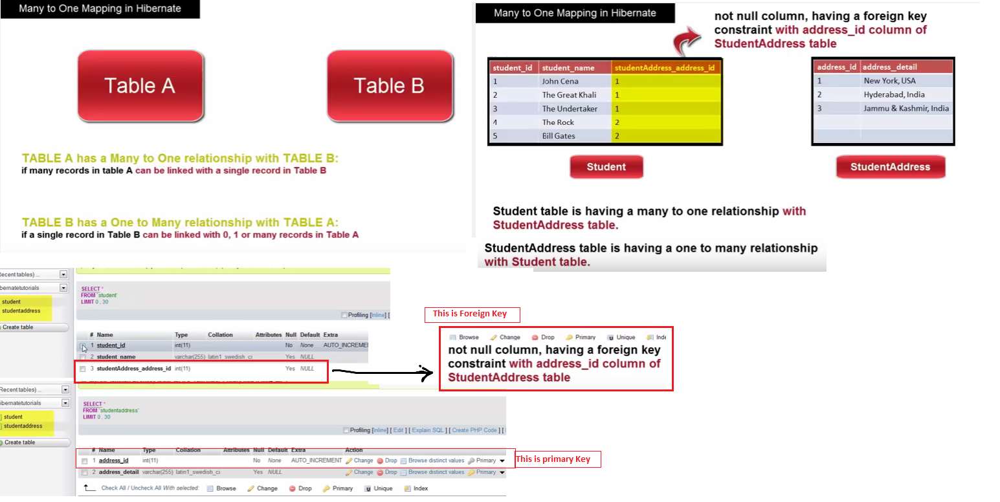 Many to One Mapping in Hibernate
Table A
Table B
TABLE A has a Many to One relationship with TABLE B:
if many records in table A can be linked with a single record in Table B
TABLE B has a One to Many relationship with TABLE A:
if a single record in Table B can be linked with 0, 1 or many records in Table A
Many to One Mapping in Hibernate
not null column, having a foreign key
constraint with address_id column of
StudentAddress table
student_id student_name studentAddress_address_id
1 John Cena 1
2 The Great Khali 1
3 The Undertaker 1
4 The Rock 2
5 Bill Gates 2
address_id address_detail
1 New York, USA
2 Hyderabad, India
3 Jammu & Kashmir, India
Student
StudentAddress
Student table is having a many to one relationship with
StudentAddress table.
StudentAddress table is having a one to many relationship
with Student table.
Recent tables) ...
bernatetutorials
student
studentaddress
Create table
SELECT *
FROM `student`
LIMIT 0 , 30
Profiling [Inline] [
# Name Type Collation Attributes Null Default Extra
1 student_id int(11) No None AUTO_INCREME
2 student_name varchar(255) latin1_swedish_ci Yes NULL
3 studentAddress_address_id int(11) Yes NULL
This is Foreign Key
Browse Change Drop Primary Unique Inde
not null column, having a foreign key
constraint with address_id column of
StudentAddress table
Recent tables) ...
ibernatetutorials
student
studentaddress
Create table
SELECT *
FROM `studentaddress`
LIMIT 0 , 30
Profiling [Inline] [ Edit ] [ Explain SQL ] [ Create PHP Code ] [
# Name Type Collation Attributes Null Default Extra Action
1 address_id int(11) No None AUTO_INCREMENT Change Drop Browse distinct values Primary
2 address_detail varchar(255) latin1_swedish_ci Yes NULL Change Drop Browse distinct values Primary
This is primary Key
Check All / Uncheck All With selected: Browse Change Drop Primary Unique Index